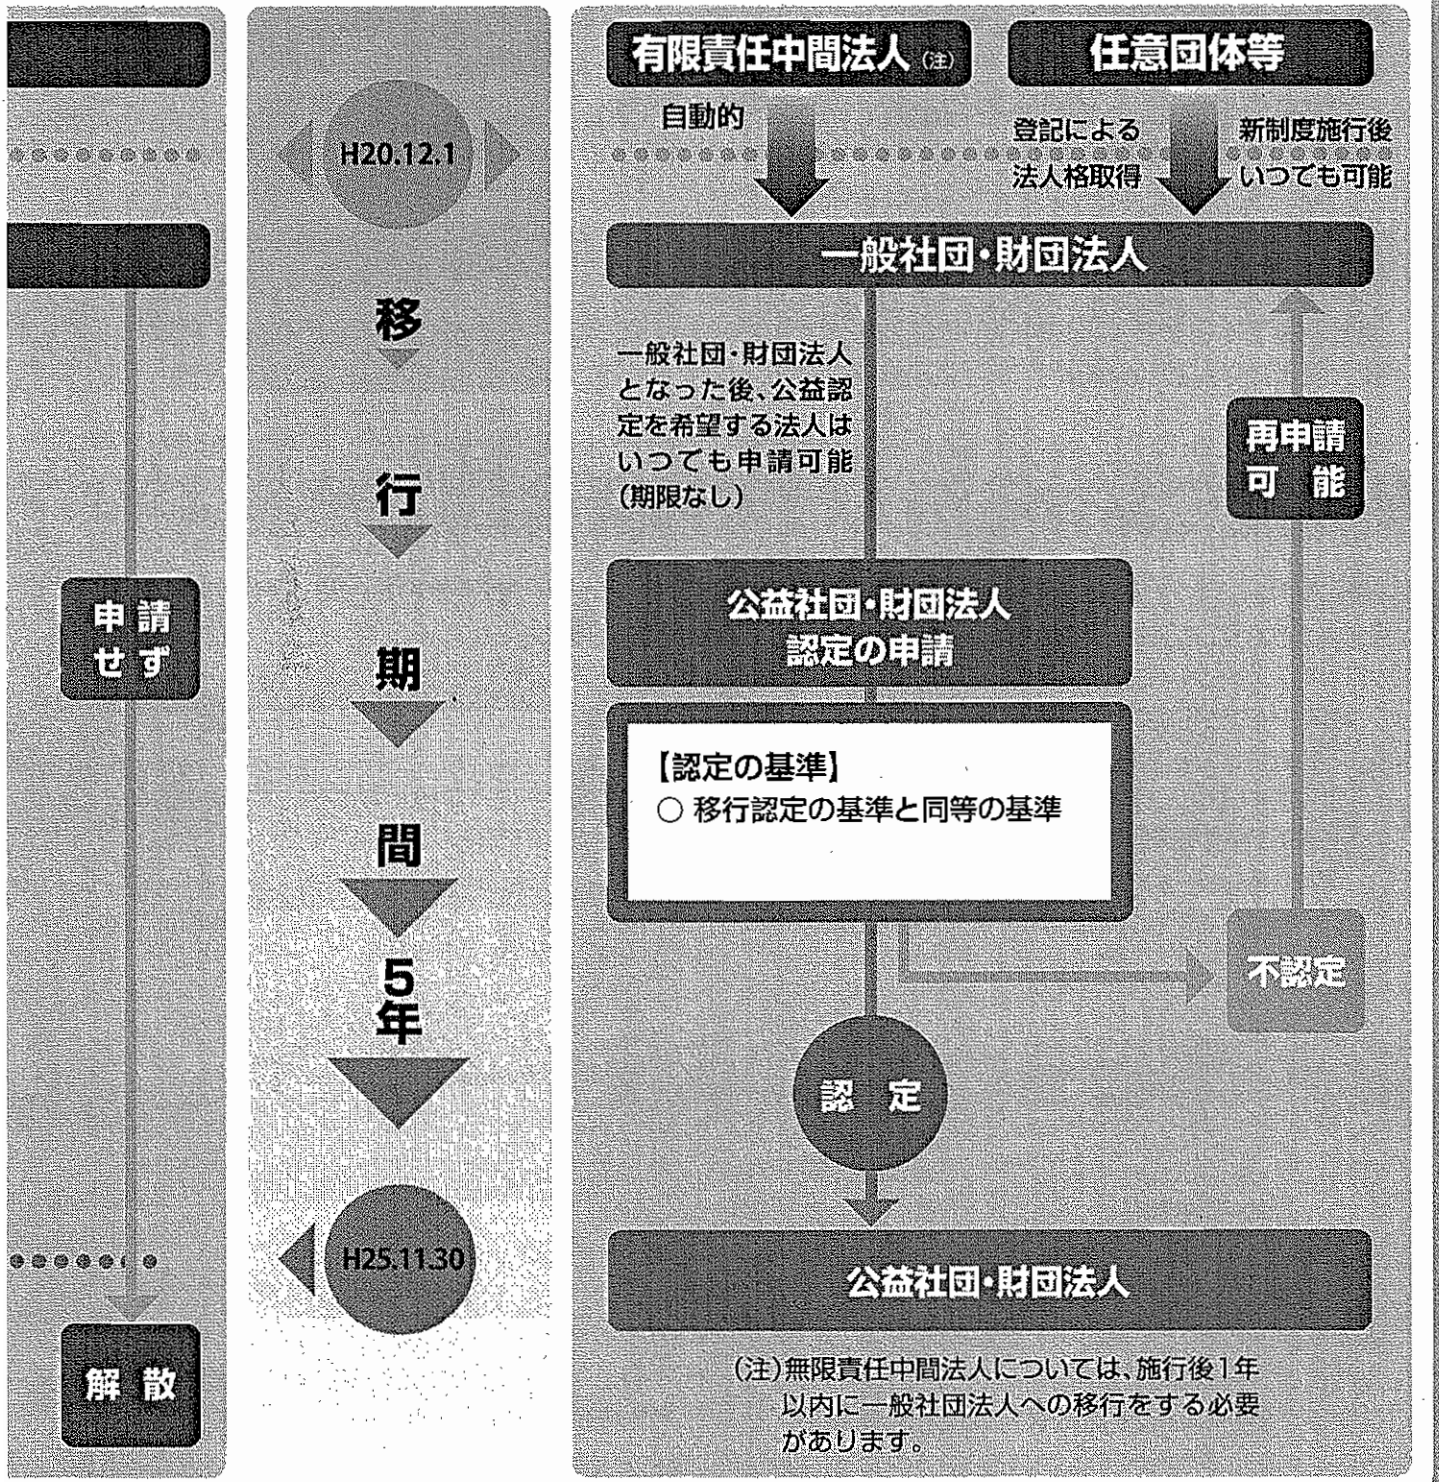 申請
せず
解散
H20.12.1
移
行
期
間
5
年
H25.11.30
有限責任中間法人(注)
任意団体等
自動的
登記による
法人格取得
新制度施行後
いつでも可能
一般社団・財団法人
一般社団・財団法人
となった後、公益認
定を希望する法人は
いつでも申請可能
(期限なし)
再申請
可能
公益社団・財団法人
認定の申請
【認定の基準】
○ 移行認定の基準と同等の基準
不認定
認定
公益社団・財団法人
(注)無限責任中間法人については、施行後1年
以内に一般社団法人への移行をする必要
があります。